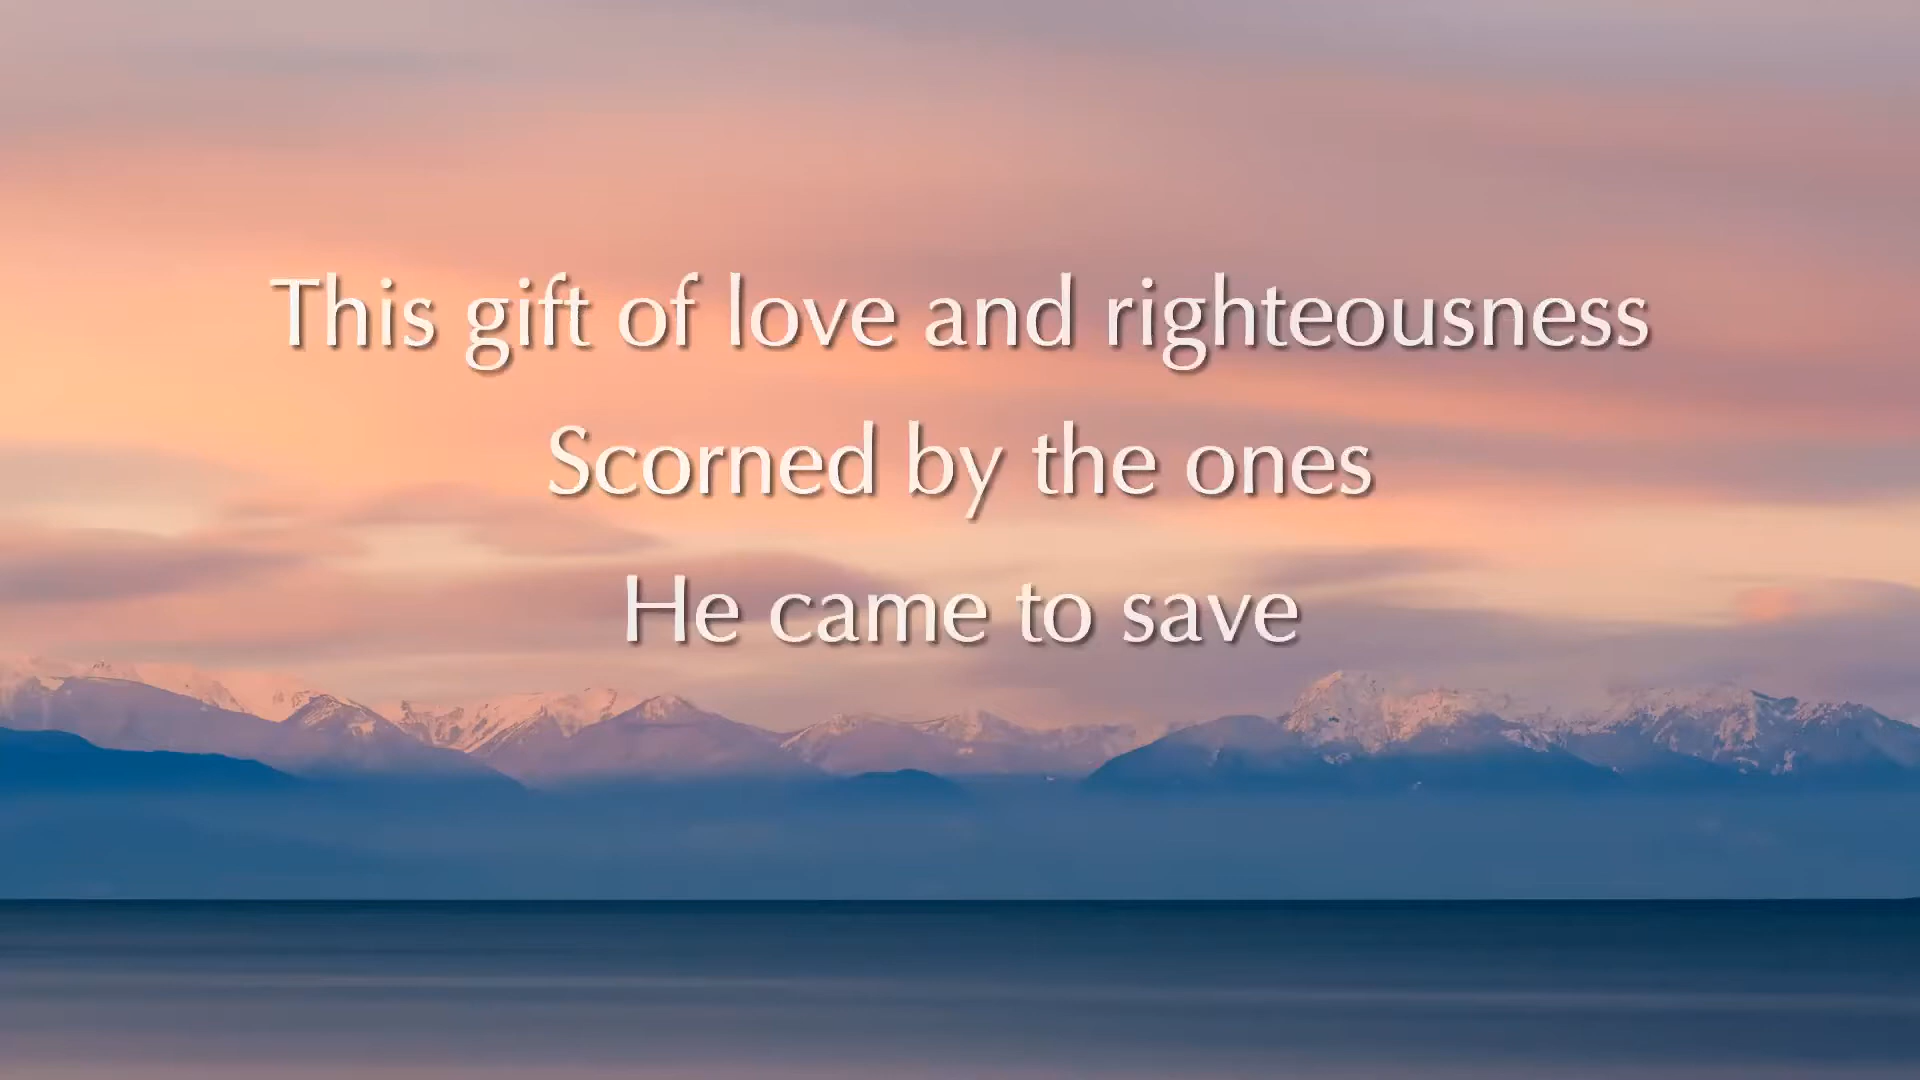 This gift of love and righteousness
Scorned by the ones
He came to save